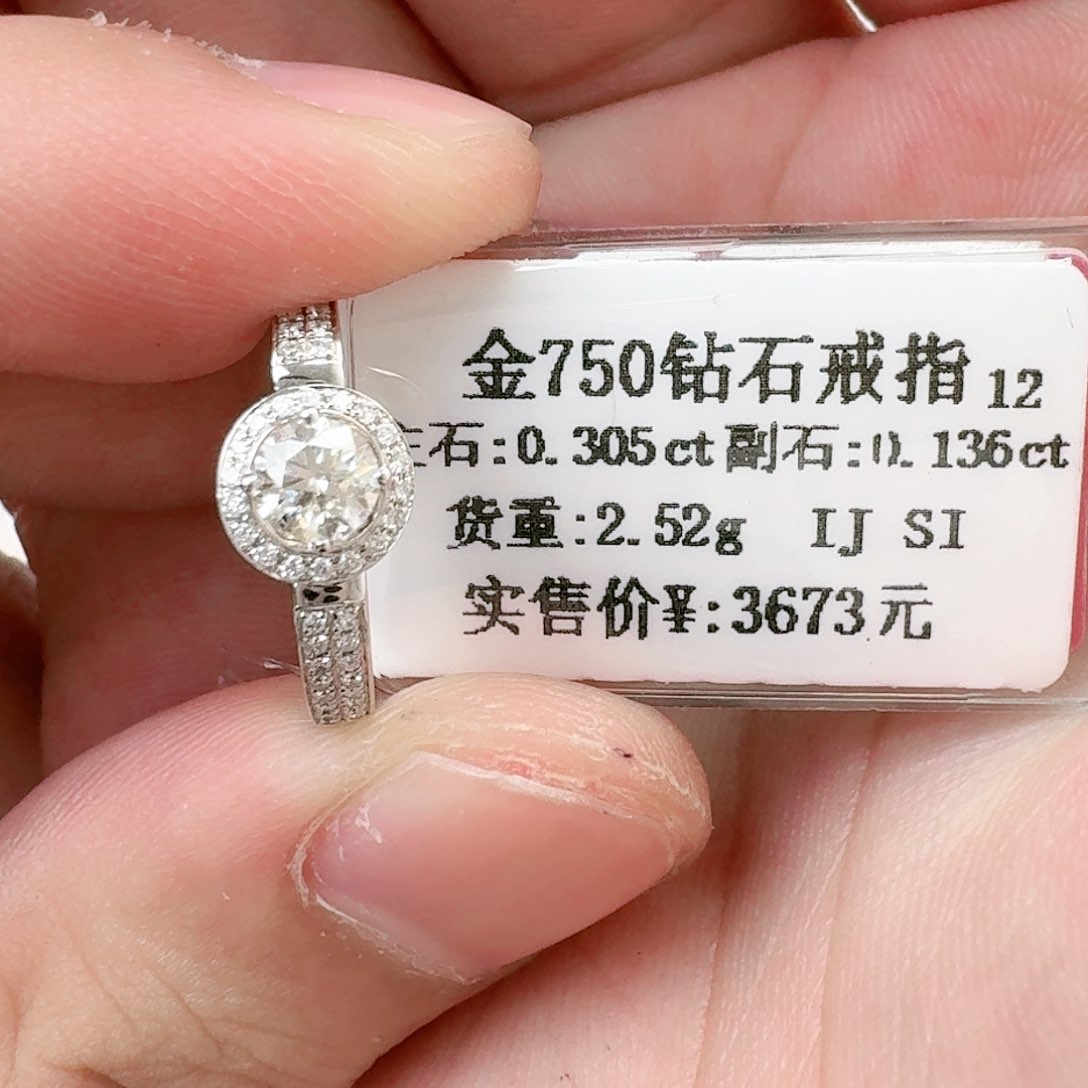 金750钻石戒指 12
主石:0.305ct 副石:0.136ct
货重:2.52g IJ SI
实售价¥:3673元